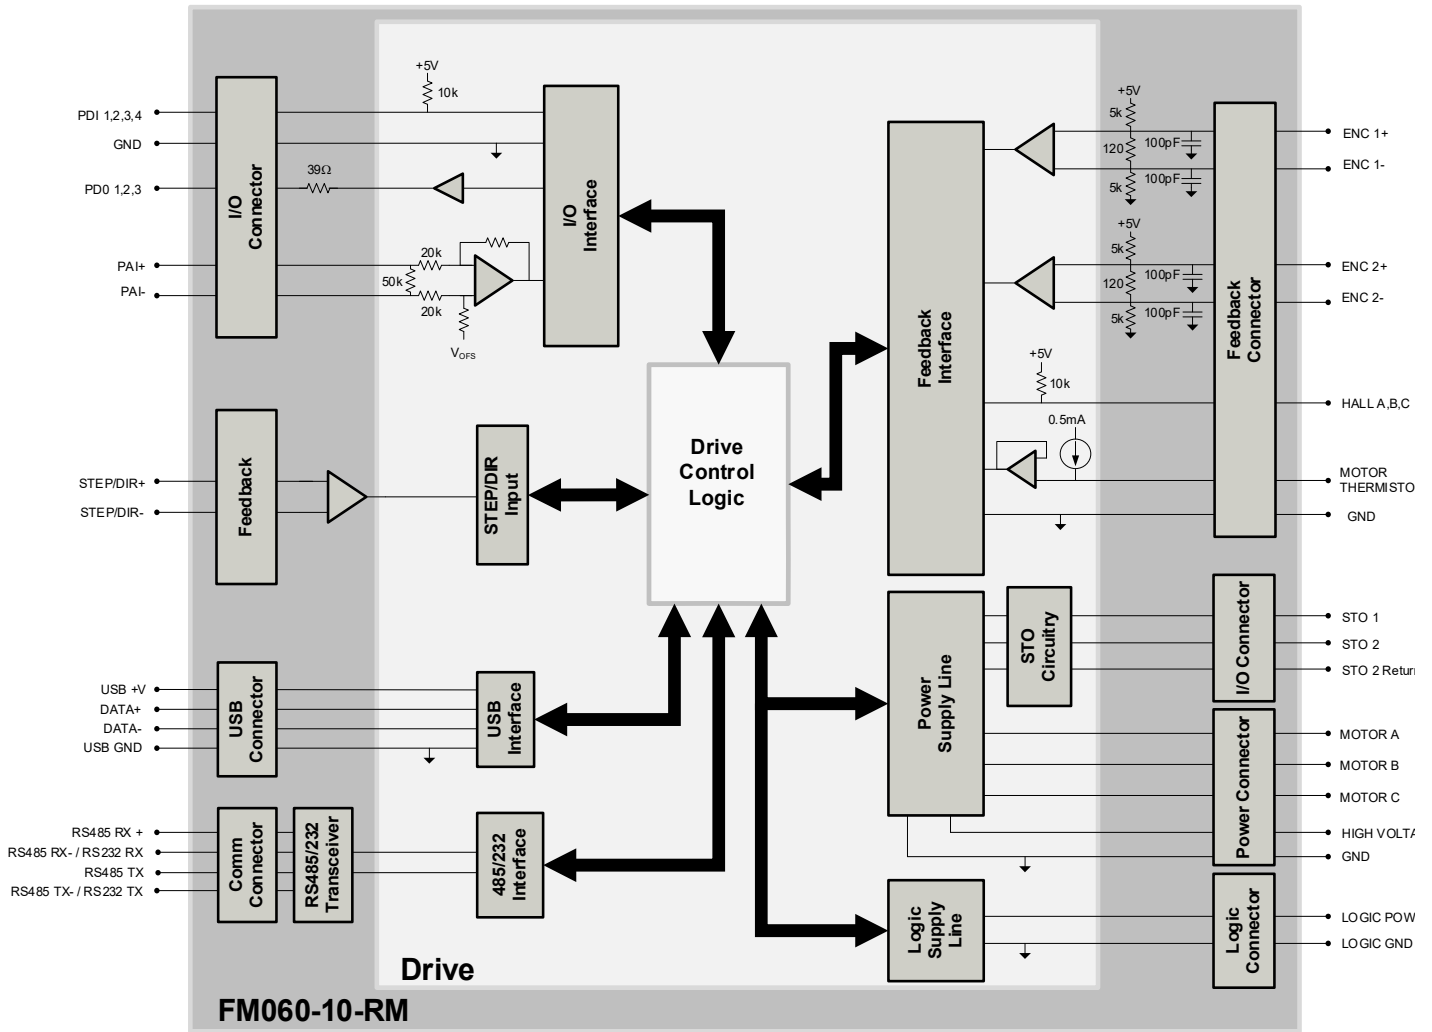 +5V
10k
PDI 1,2,3,4
GND
39Ω
PD0 1,2,3
PAI+
PAI-
20k
50k
20k
VOFS
I/O
Connector
I/O
Interface
STEP/DIR+
STEP/DIR-
Feedback
STEP/DIR
Input
Drive
Control
Logic
USB +V
DATA+
DATA-
USB GND
USB
Connector
USB
Interface
RS485 RX +
RS485 RX- / RS232 RX
RS485 TX
RS485 TX- / RS232 TX
Comm
Connector
RS485/232
Transceiver
485/232
Interface
Feedback
Interface
+5V
5k
120
5k
100pF
100pF
ENC 1+
ENC 1-
+5V
5k
120
5k
100pF
100pF
ENC 2+
ENC 2-
Feedback
Connector
+5V
10k
HALL A,B,C
0.5mA
MOTOR
THERMISTO
GND
Power
Supply Line
STO
Circuitry
I/O Connector
STO 1
STO 2
STO 2 Retur
Power Connector
MOTOR A
MOTOR B
MOTOR C
HIGH VOLTA
GND
Logic
Supply
Line
Logic
Connector
LOGIC POW
LOGIC GND
Drive
FM060-10-RM